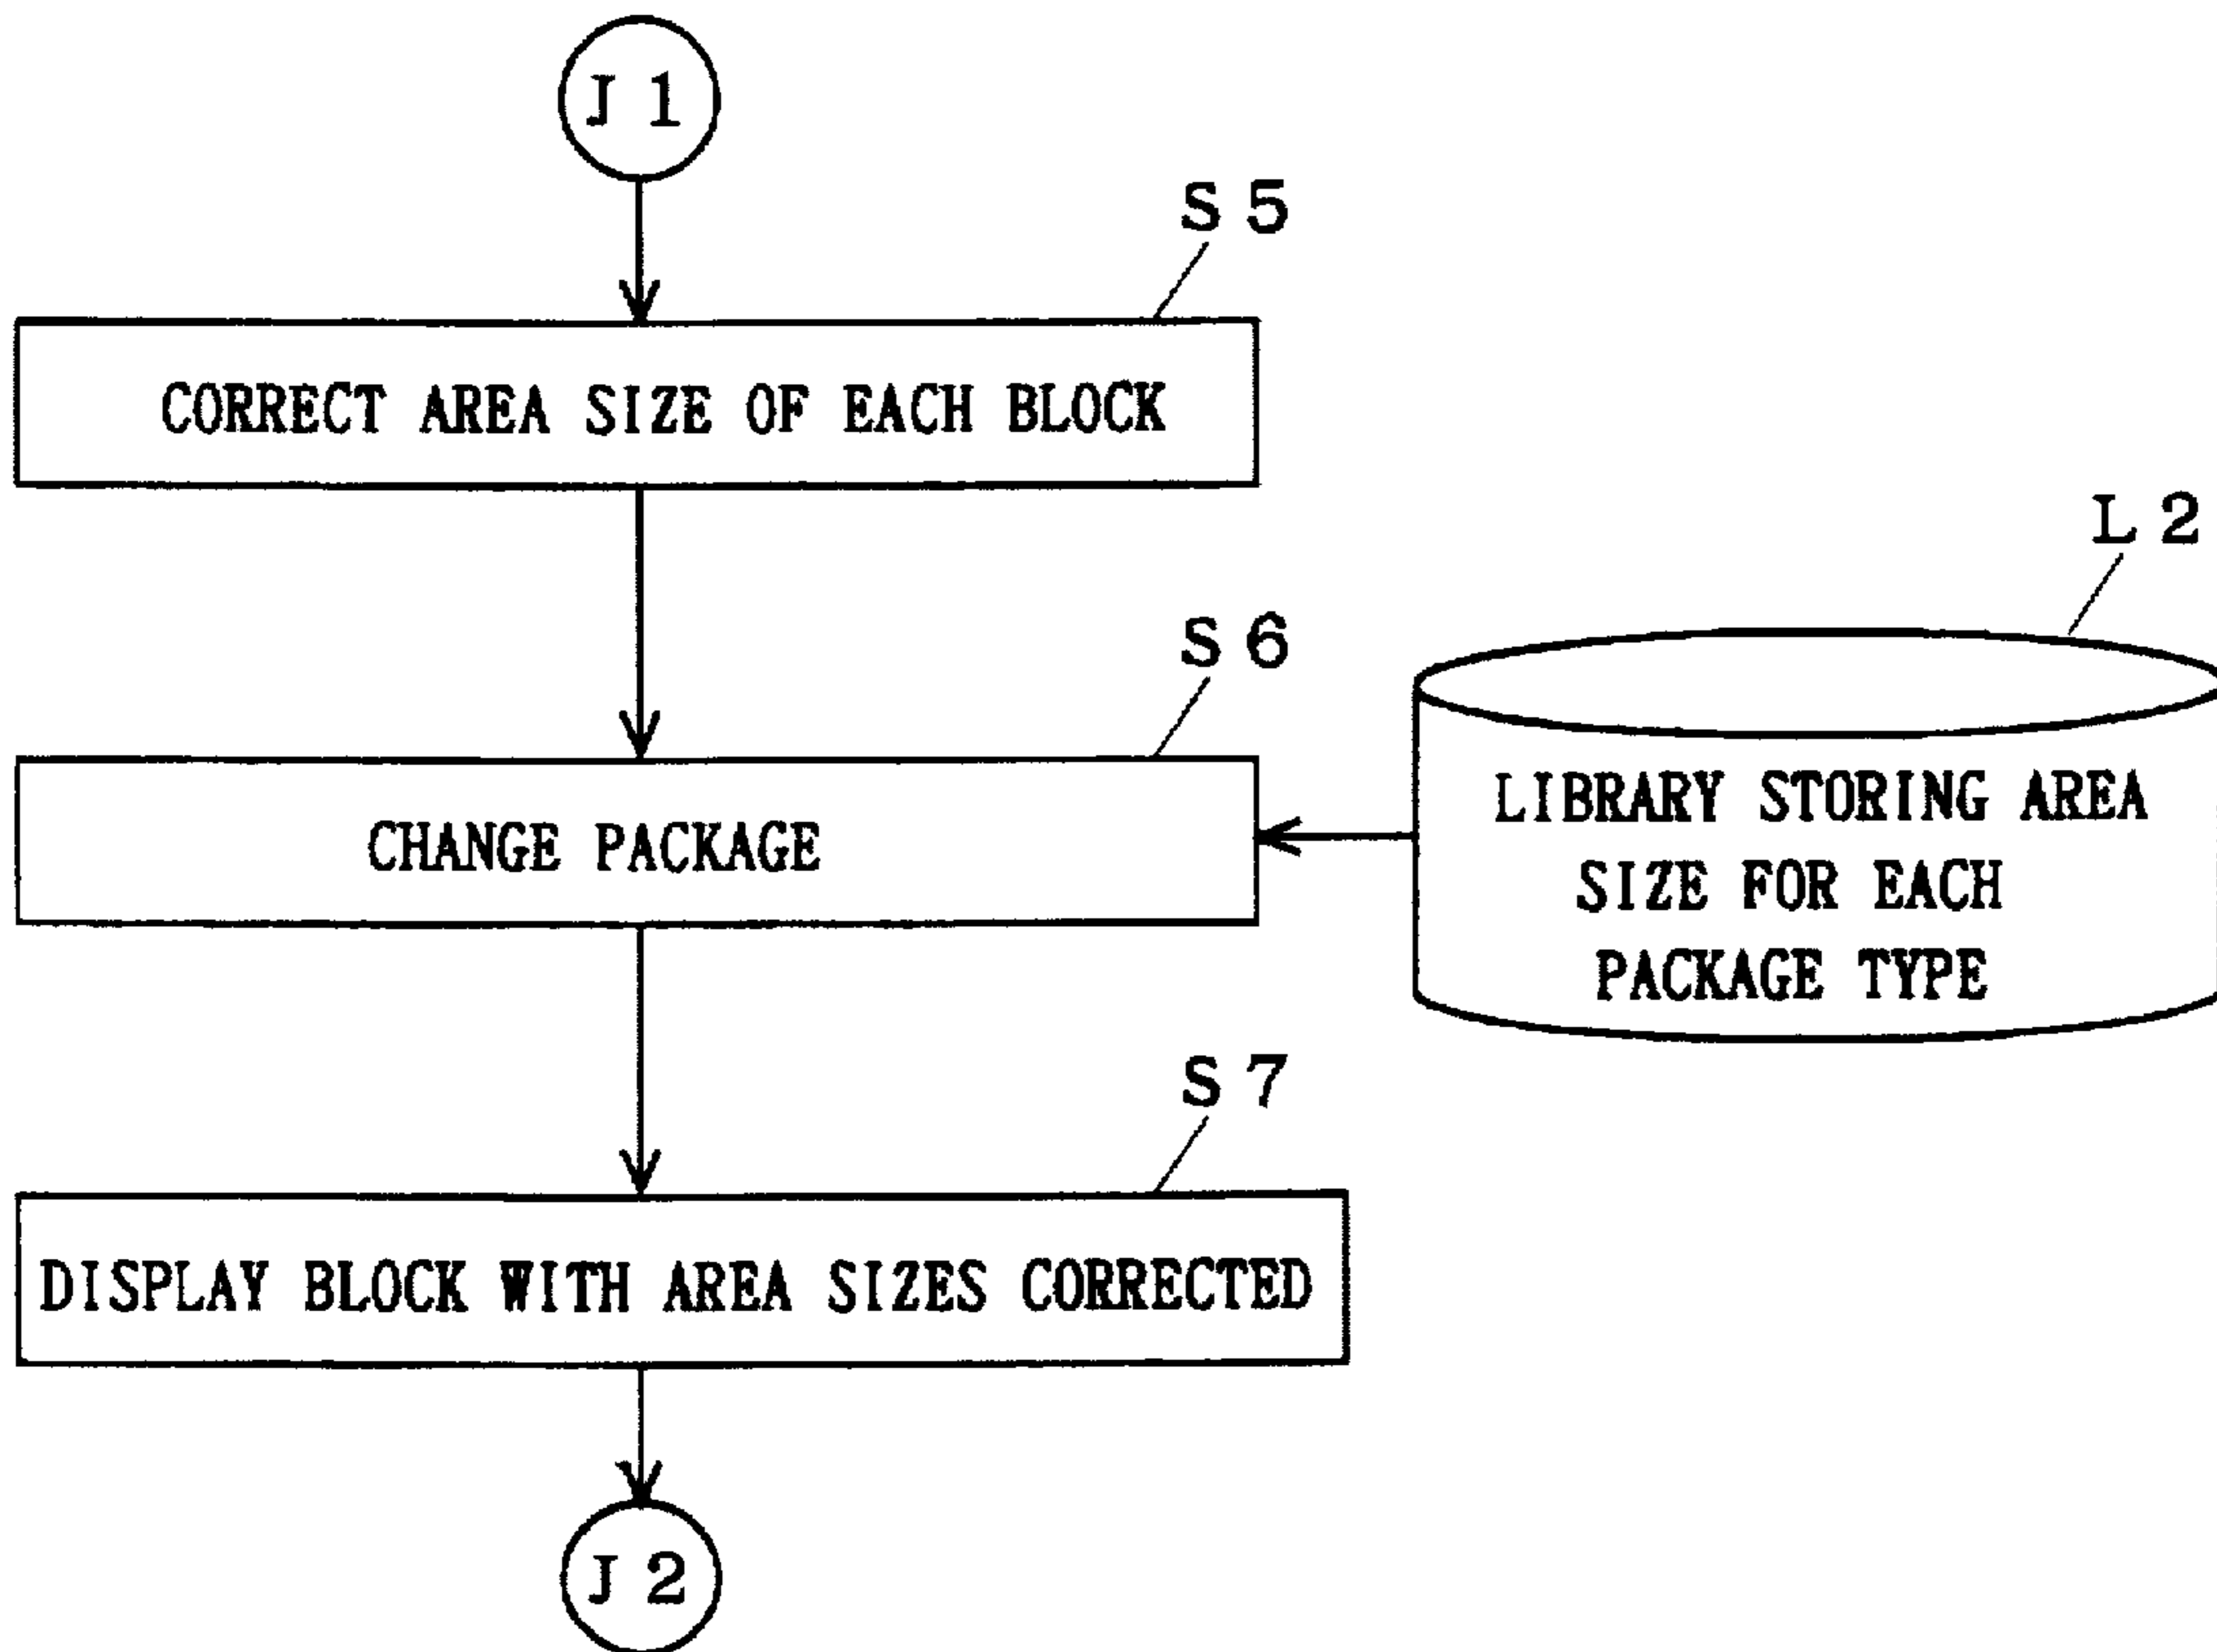 J 1
S 5
CORRECT AREA SIZE OF EACH BLOCK
L 2
S 6
CHANGE PACKAGE
LIBRARY STORING AREA
SIZE FOR EACH
PACKAGE TYPE
S 7
DISPLAY BLOCK WITH AREA SIZES CORRECTED
J 2